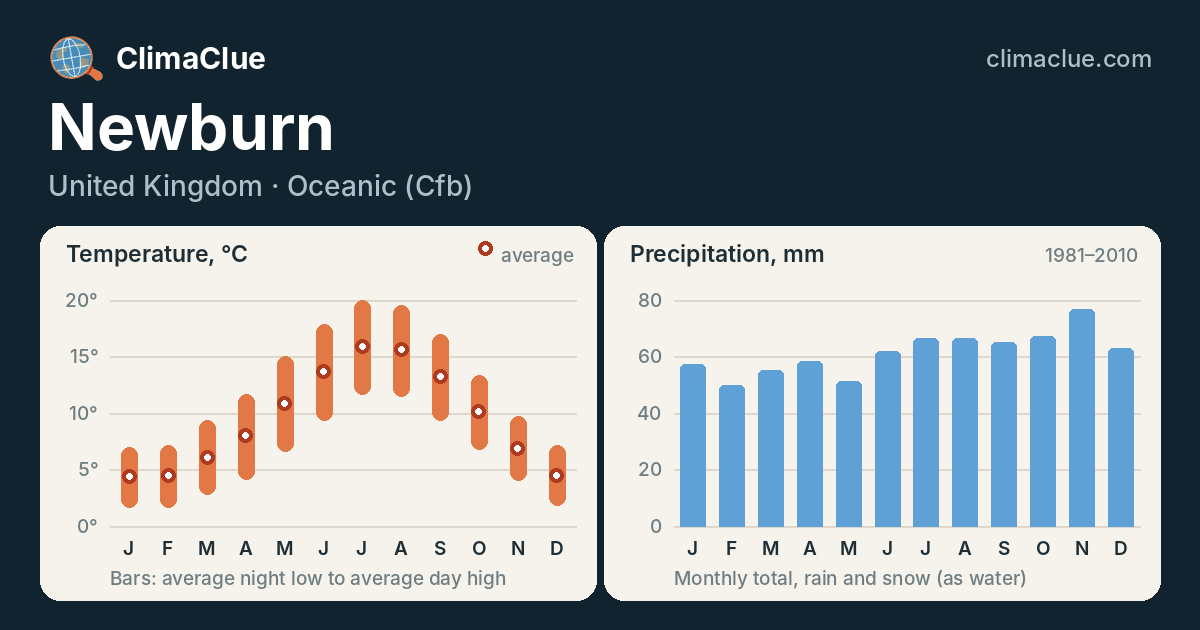 ClimaClue
climaclue.com
Newburn
United Kingdom · Oceanic (Cfb)
Temperature, °C
average
20°
15°
10°
5°
0°
J F M A M J J A S O N D
Bars: average night low to average day high
Precipitation, mm
1981–2010
80
60
40
20
0
J F M A M J J A S O N D
Monthly total, rain and snow (as water)